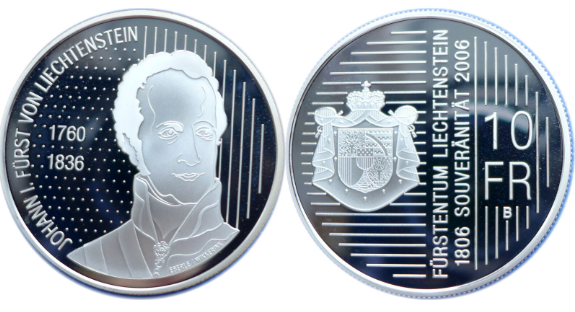 JOHANN I FÜRST VON LIECHTENSTEIN
1760
1836
FÜRSTENTUM LIECHTENSTEIN
1806 SOUVERÄNITÄT 2006
10
FR
B